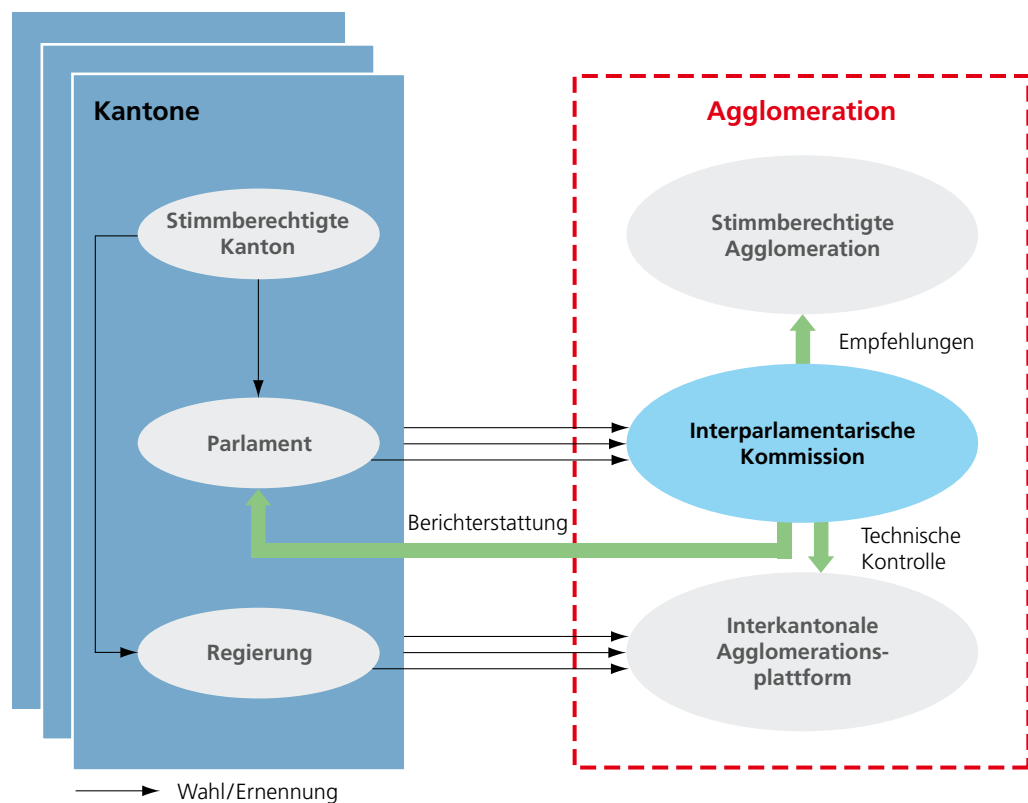 Kantone
Stimmberechtigte
Kanton
Parlament
Regierung
Agglomeration
Stimmberechtigte
Agglomeration
Empfehlungen
Interparlamentarische
Kommission
Berichterstattung
Technische
Kontrolle
Interkantonale
Agglomerations-
plattform
Wahl/Ernennung